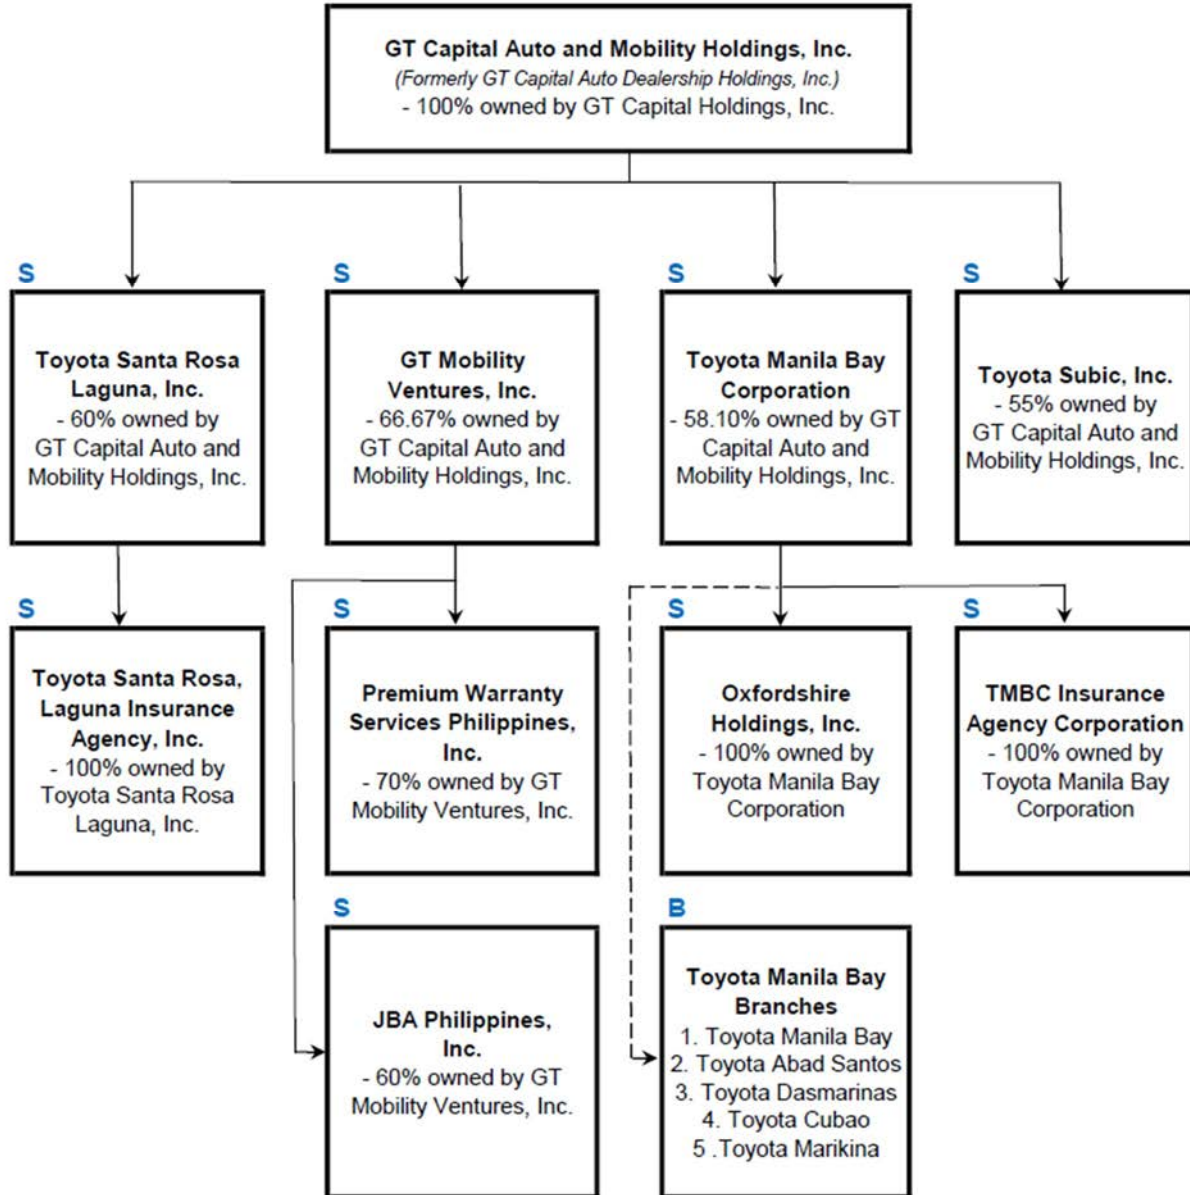 GT Capital Auto and Mobility Holdings, Inc.
(Formerly GT Capital Auto Dealership Holdings, Inc.)
- 100% owned by GT Capital Holdings, Inc.
S
Toyota Santa Rosa
Laguna, Inc.
- 60% owned by
GT Capital Auto and
Mobility Holdings, Inc.
S
GT Mobility
Ventures, Inc.
- 66.67% owned by
GT Capital Auto and
Mobility Holdings, Inc.
S
Toyota Manila Bay
Corporation
- 58.10% owned by GT
Capital Auto and
Mobility Holdings, Inc.
S
Toyota Subic, Inc.
- 55% owned by
GT Capital Auto and
Mobility Holdings, Inc.
S
Toyota Santa Rosa,
Laguna Insurance
Agency, Inc.
- 100% owned by
Toyota Santa Rosa
Laguna, Inc.
S
Premium Warranty
Services Philippines,
Inc.
- 70% owned by GT
Mobility Ventures, Inc.
S
Oxfordshire
Holdings, Inc.
- 100% owned by
Toyota Manila Bay
Corporation
S
TMBC Insurance
Agency Corporation
- 100% owned by
Toyota Manila Bay
Corporation
S
JBA Philippines,
Inc.
- 60% owned by GT
Mobility Ventures, Inc.
B
Toyota Manila Bay
Branches
1. Toyota Manila Bay
2. Toyota Abad Santos
3. Toyota Dasmarinas
4. Toyota Cubao
5 .Toyota Marikina